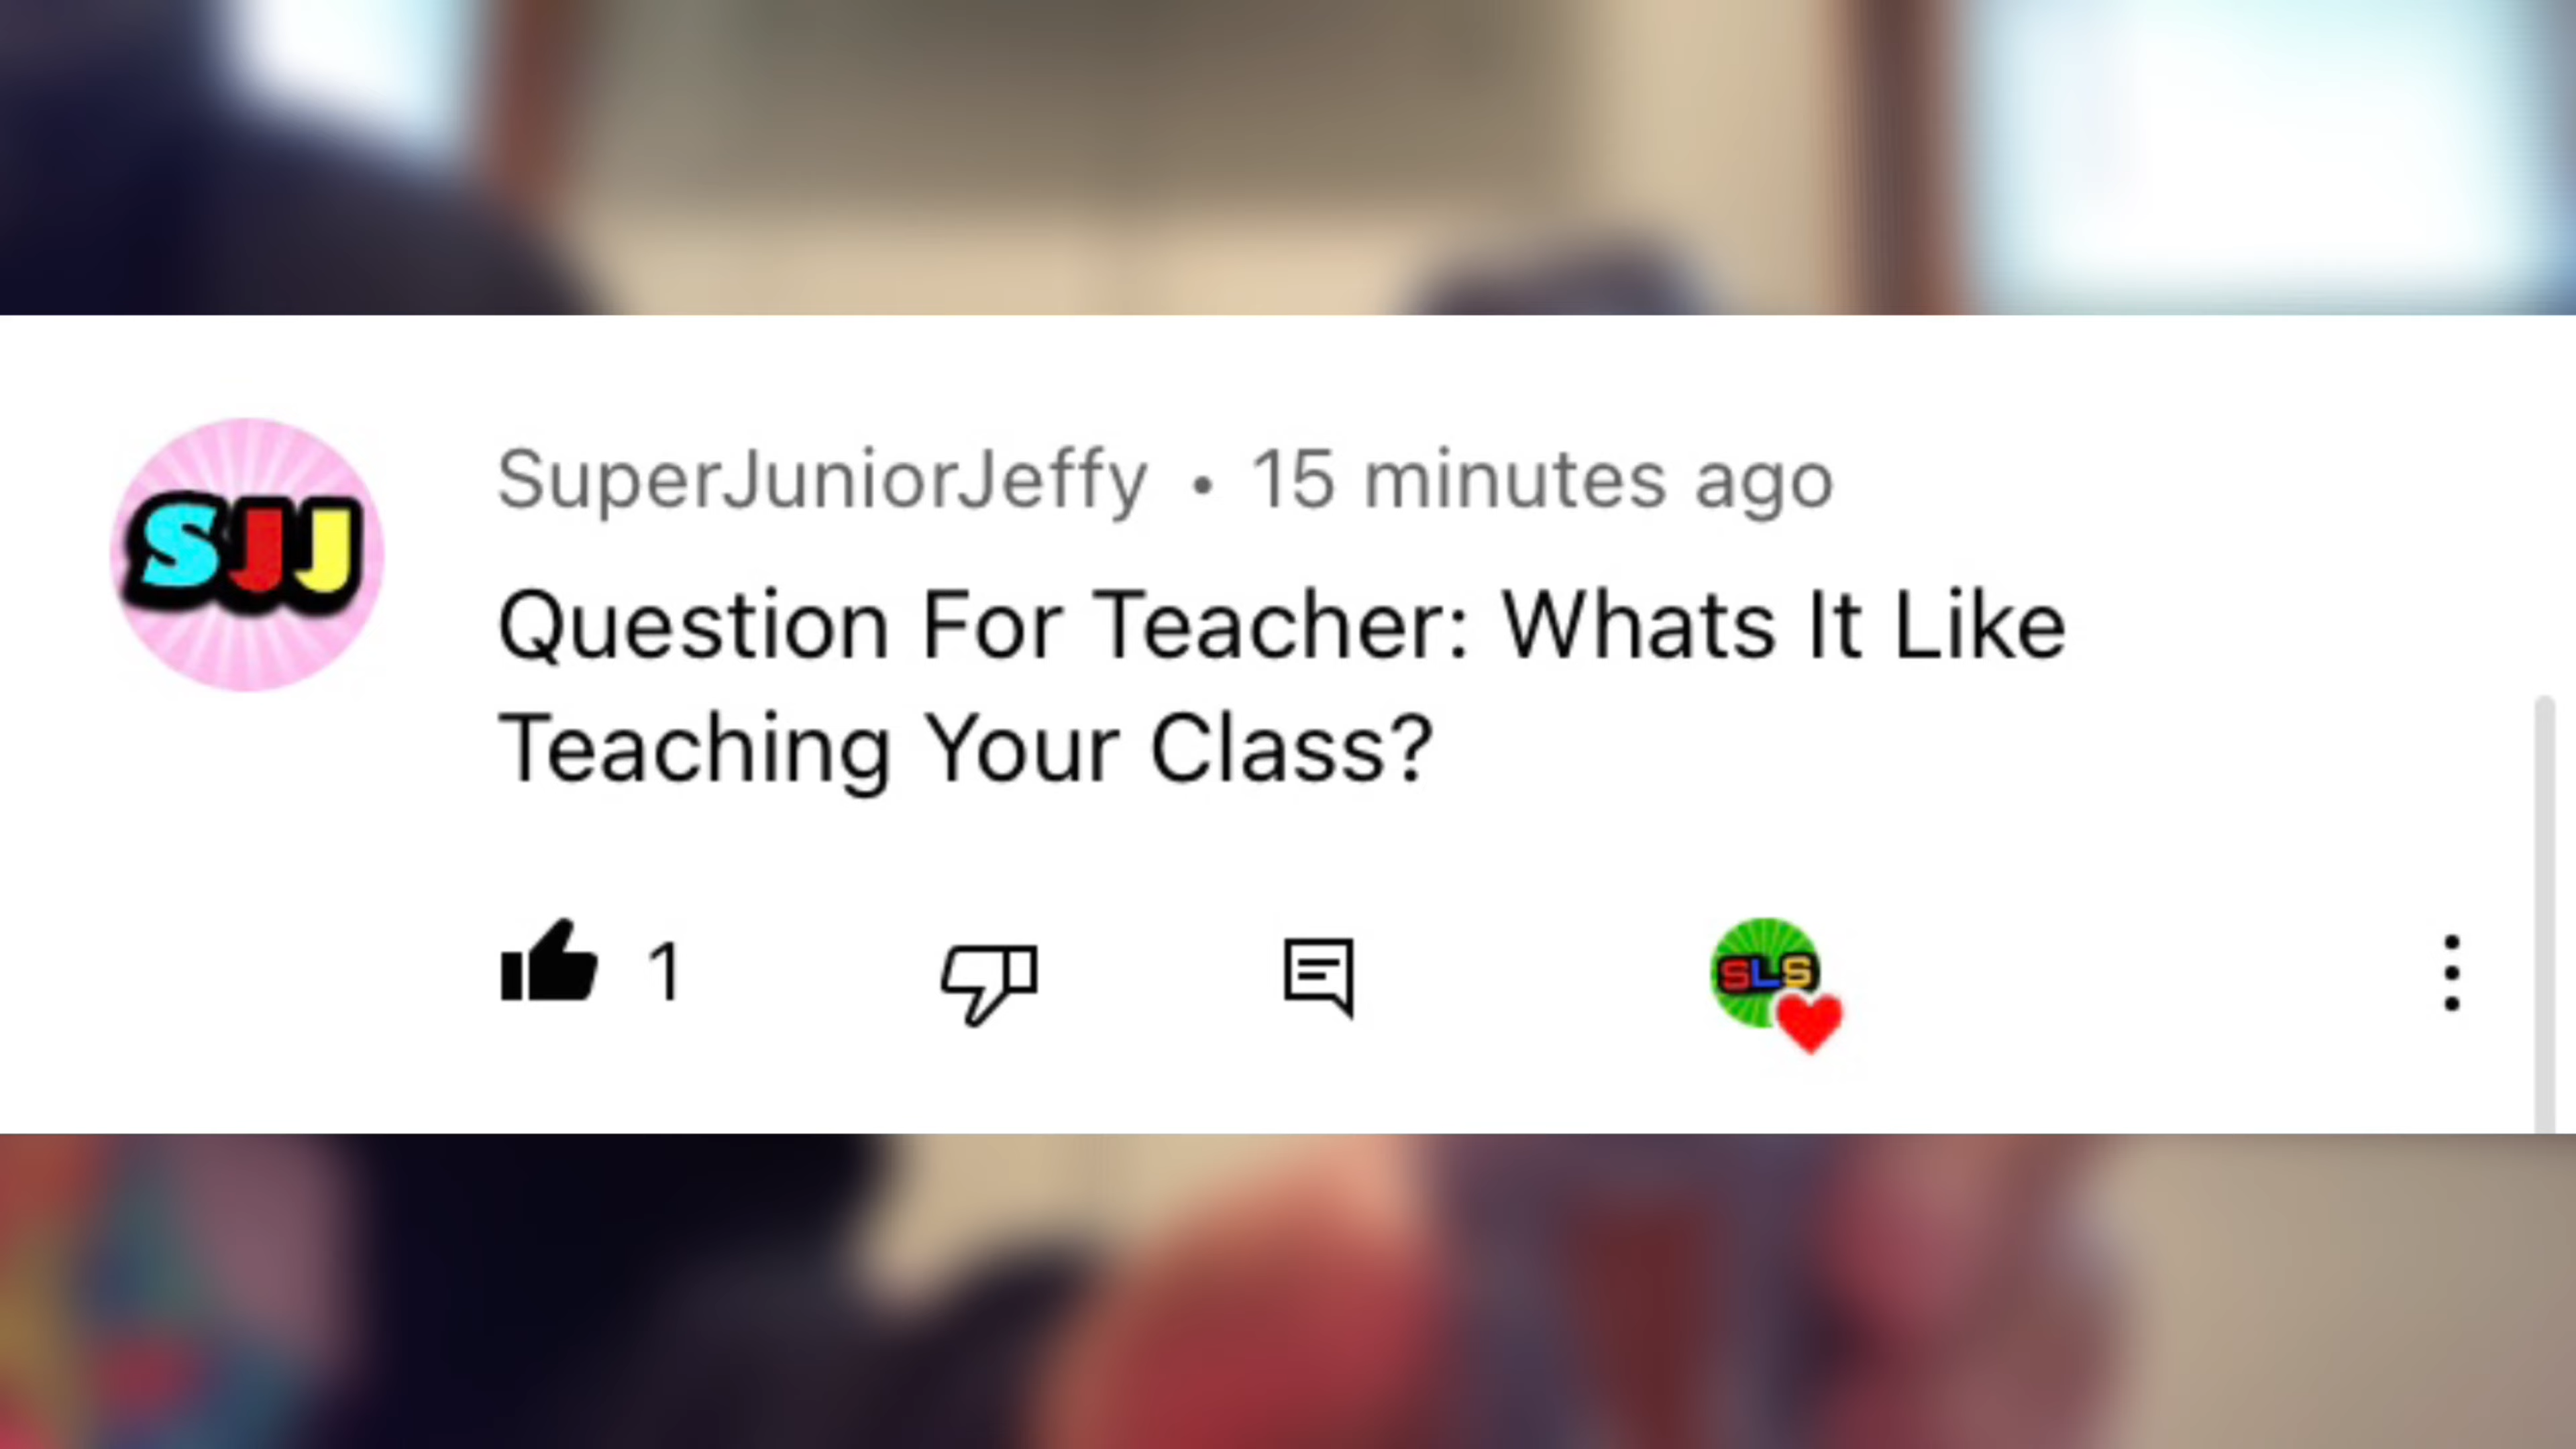 SJJ
SuperJuniorJeffy • 15 minutes ago
Question For Teacher: Whats It Like
Teaching Your Class?
1
SLS